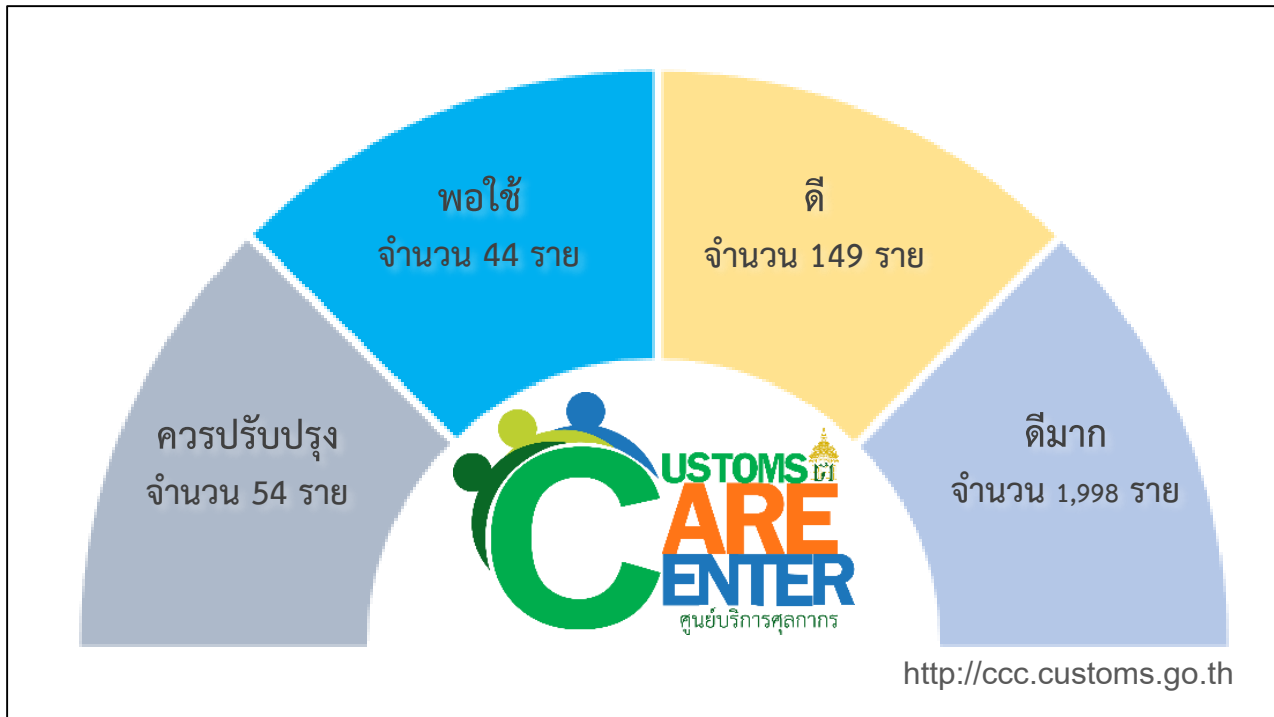 พอใช้
จำนวน 44 ราย
ดี
จำนวน 149 ราย
ควรปรับปรุง
จำนวน 54 ราย
ดีมาก
จำนวน 1,998 ราย
CUSTOMS
CARE
CENTER
ศูนย์บริการศุลกากร
http://ccc.customs.go.th